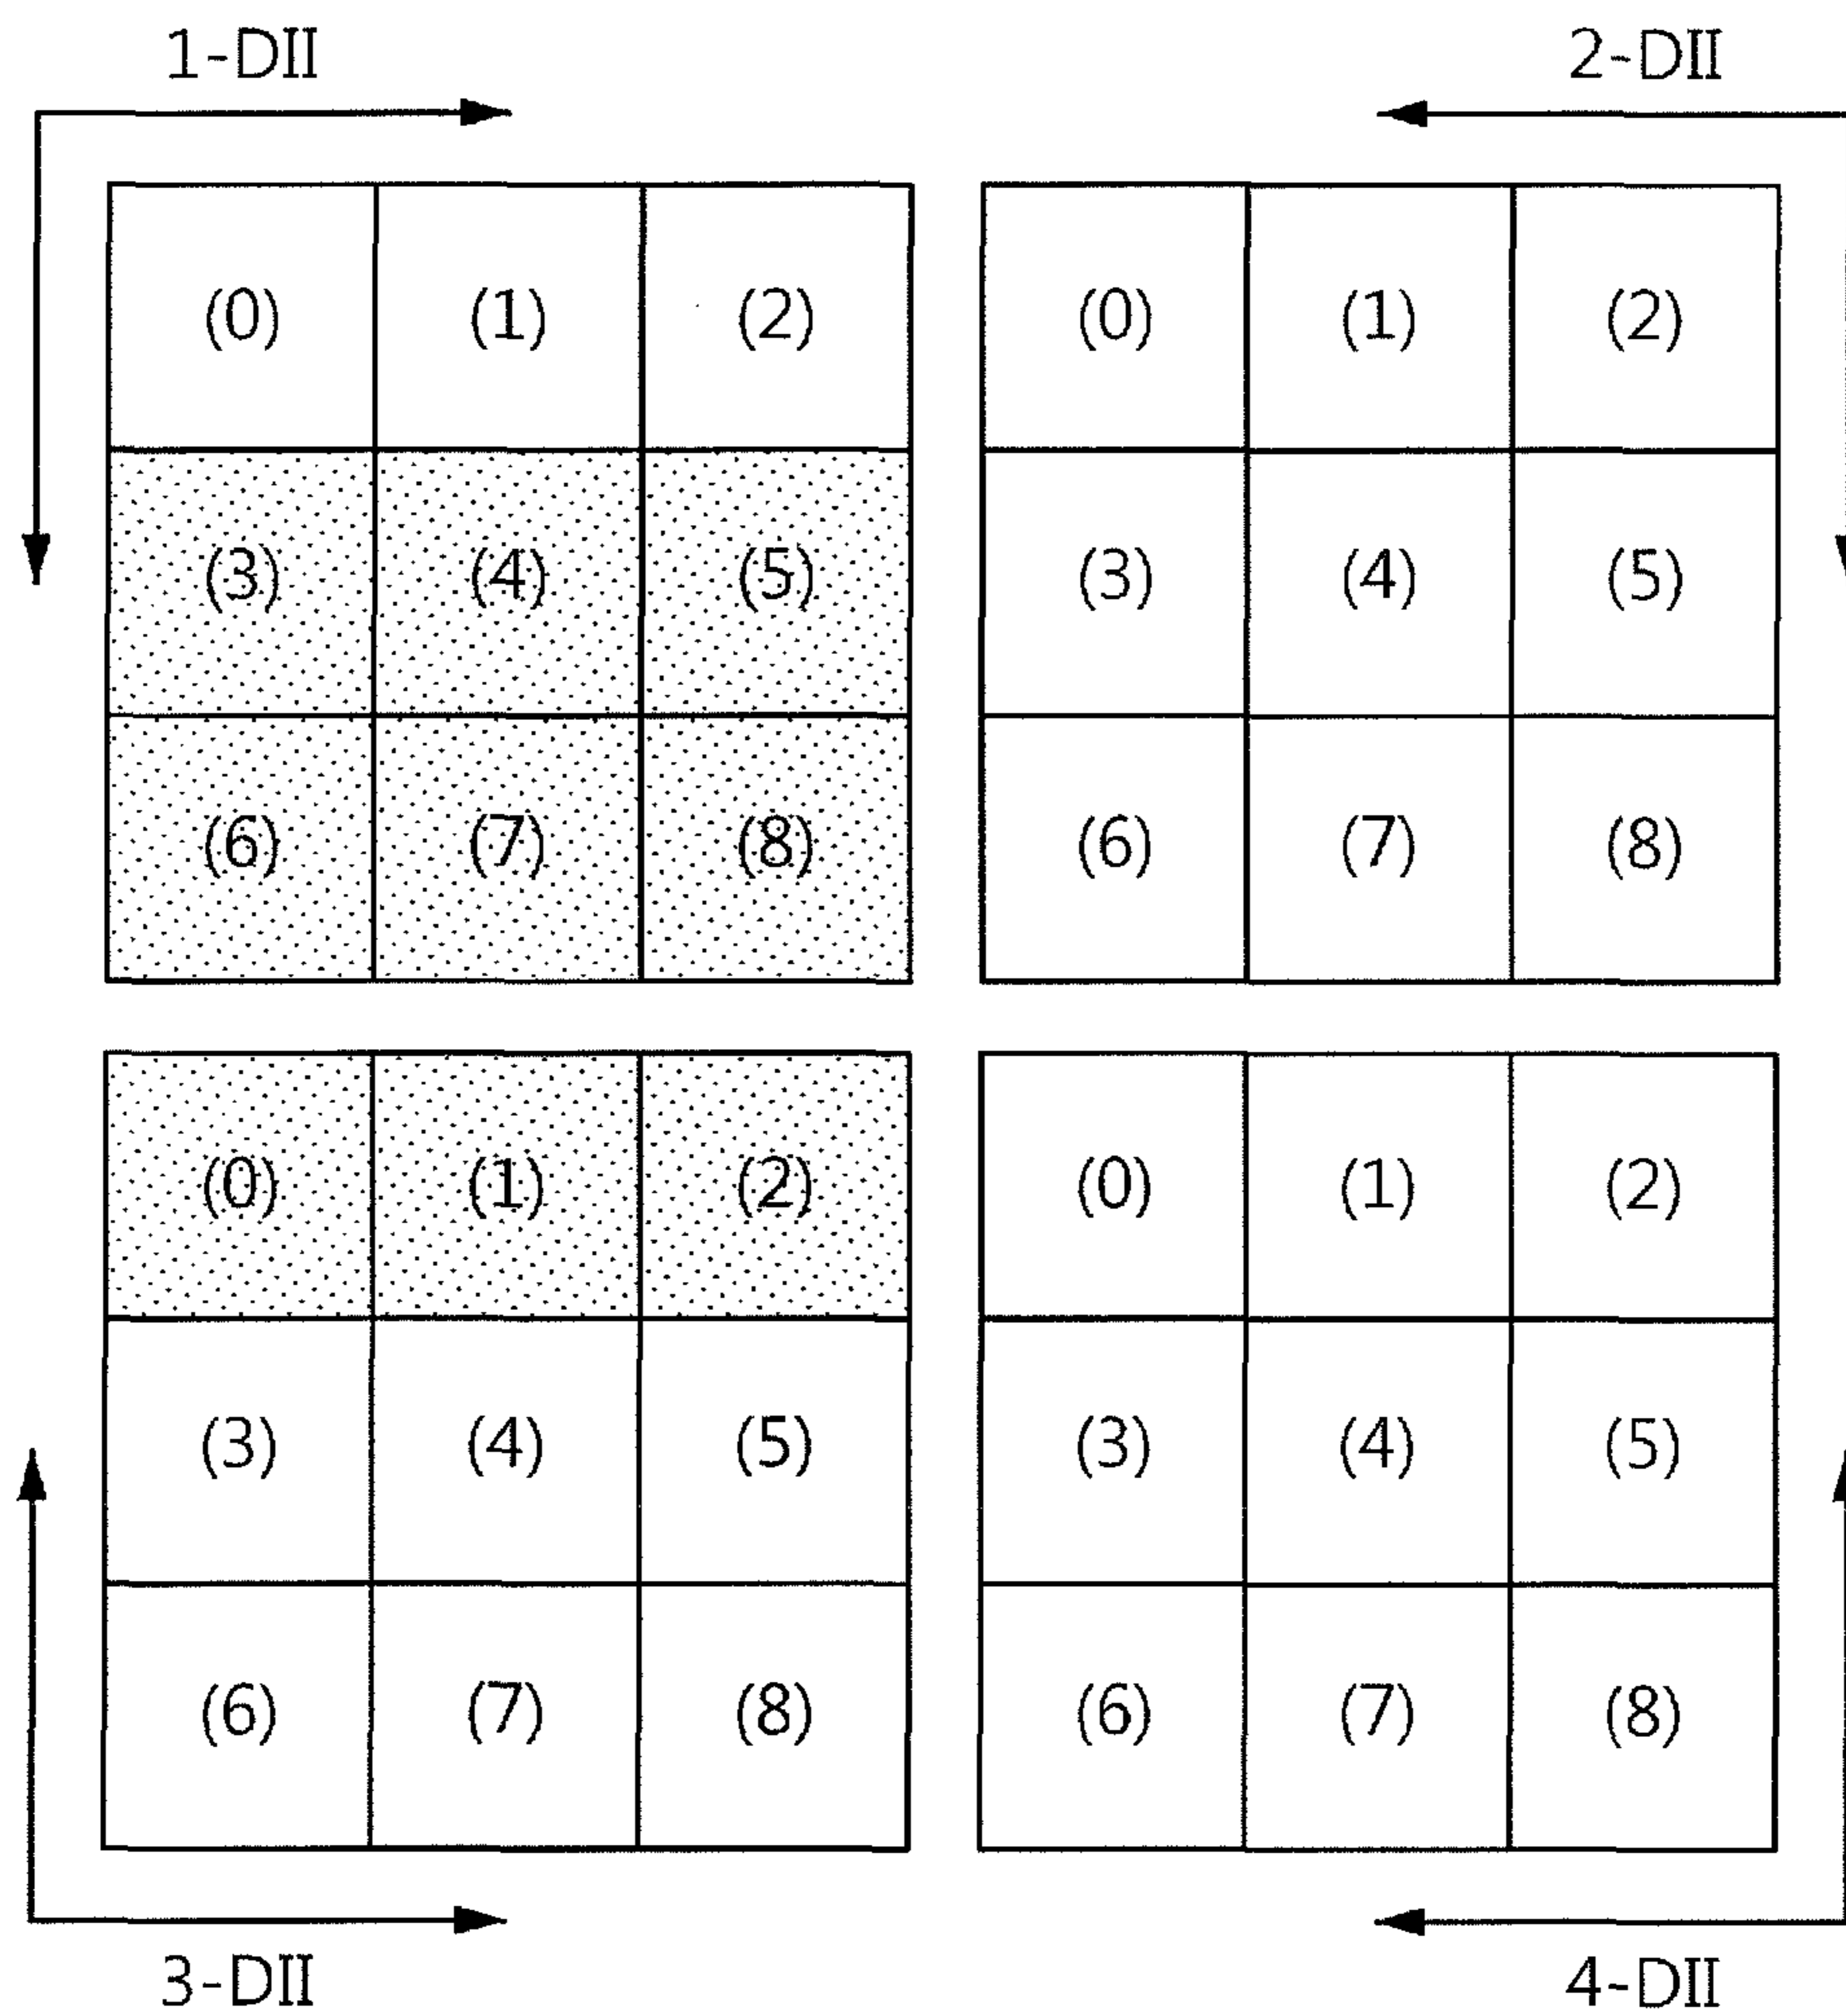 1-DII 2-DII
(0) (1) (2) (0) (1) (2)
(3) (4) (5) (3) (4) (5)
(6) (7) (8) (6) (7) (8)
(0) (1) (2) (0) (1) (2)
(3) (4) (5) (3) (4) (5)
(6) (7) (8) (6) (7) (8)
3-DII 4-DII